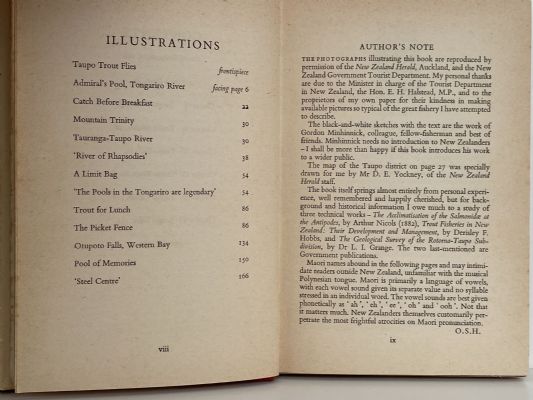 ILLUSTRATIONS
Taupo Trout Flies frontispiece
Admiral's Pool, Tongariro River facing page 6
Catch Before Breakfast 22
Mountain Trinity 30
Tauranga-Taupo River 30
'River of Rhapsodies' 38
A Limit Bag 54
'The Pools in the Tongariro are legendary' 54
Trout for Lunch 86
The Picket Fence 86
Otupoto Falls, Western Bay 134
Pool of Memories 150
'Steel Centre' 166
viii
AUTHOR'S NOTE
THE PHOTOGRAPHS illustrating this book are reproduced by
permission of the New Zealand Herald, Auckland, and the New
Zealand Government Tourist Department. My personal thanks
are due to the Minister in charge of the Tourist Department
in New Zealand, the Hon. E. H. Halstead, M.P., and to the
proprietors of my own paper for their kindness in making
available pictures so typical of the great fishery I have attempted
to describe.
The black-and-white sketches with the text are the work of
Gordon Minhinnick, colleague, fellow-fisherman and best of
friends. Minhinnick needs no introduction to New Zealanders
– I shall be more than happy if this book introduces his work
to a wider public.
The map of the Taupo district on page 27 was specially
drawn for me by Mr D. E. Yockney, of the New Zealand
Herald staff.
The book itself springs almost entirely from personal experi-
ence, well remembered and happily cherished, but for back-
ground and historical information I owe much to a study of
three technical works – The Acclimatisation of the Salmonidæ at
the Antipodes, by Arthur Nicols (1882), Trout Fisheries in New
Zealand: Their Development and Management, by Derisley F.
Hobbs, and The Geological Survey of the Rotorua-Taupo Sub-
division, by Dr L. I. Grange. The two last-mentioned are
Government publications.
Maori names abound in the following pages and may intimi-
date readers outside New Zealand, unfamiliar with the musical
Polynesian tongue. Maori is primarily a language of vowels,
with each vowel sound given its separate value and no syllable
stressed in an individual word. The vowel sounds are best given
phonetically as 'ah', 'eh', 'ee', 'oh' and 'ooh'. Not that
it matters much. New Zealanders themselves customarily per-
petrate the most frightful atrocities on Maori pronunciation.
O.S.H.
ix